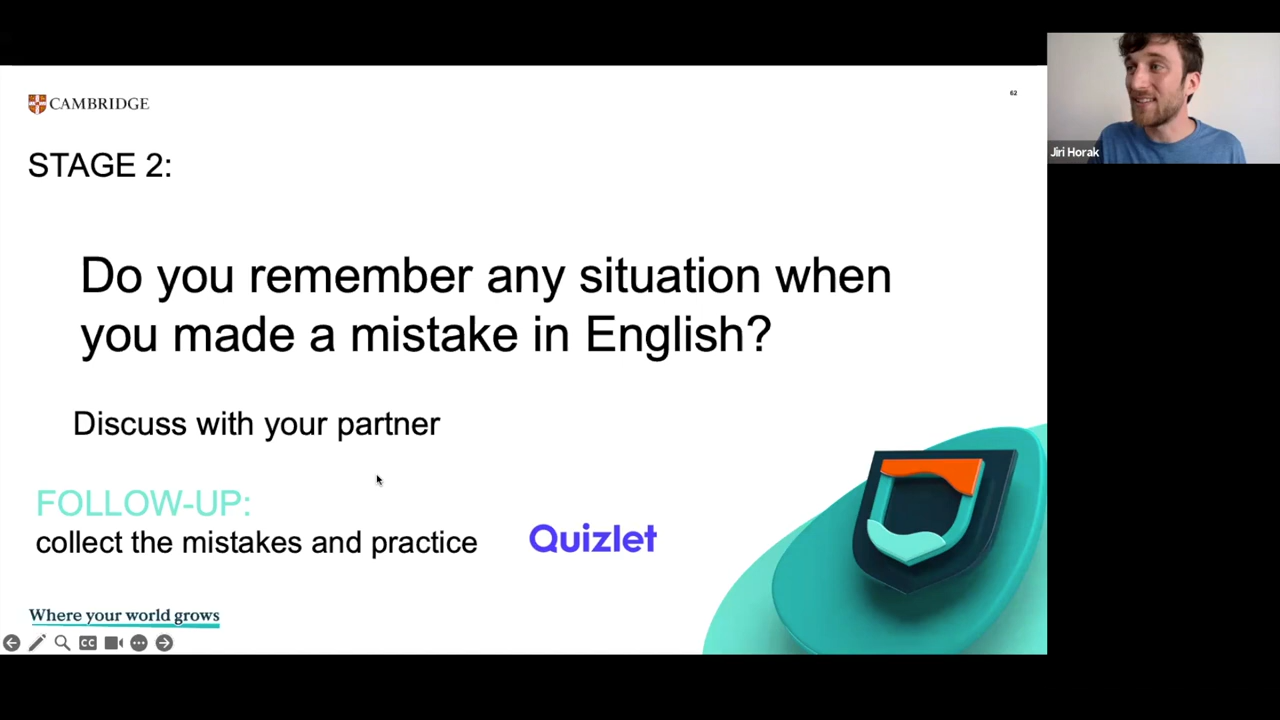 CAMBRIDGE
62
Jiri Horak
STAGE 2:
Do you remember any situation when
you made a mistake in English?
Discuss with your partner
FOLLOW-UP:
collect the mistakes and practice
Quizlet
Where your world grows
CC